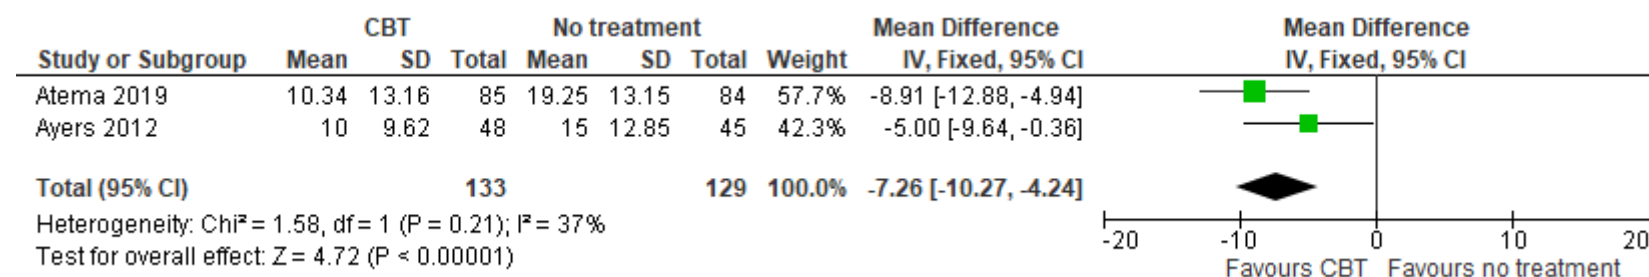 CBT No treatment Mean Difference Mean Difference
Study or Subgroup Mean SD Total Mean SD Total Weight IV, Fixed, 95% CI IV, Fixed, 95% CI
Atema 2019 10.34 13.16 85 19.25 13.15 84 57.7% -8.91 [-12.88, -4.94]
Ayers 2012 10 9.62 48 15 12.85 45 42.3% -5.00 [-9.64, -0.36]
Total (95% CI) 133 129 100.0% -7.26 [-10.27, -4.24]
Heterogeneity: Chi² = 1.58, df = 1 (P = 0.21); I² = 37%
Test for overall effect: Z = 4.72 (P < 0.00001)
-20 -10 0 10 20
Favours CBT Favours no treatment